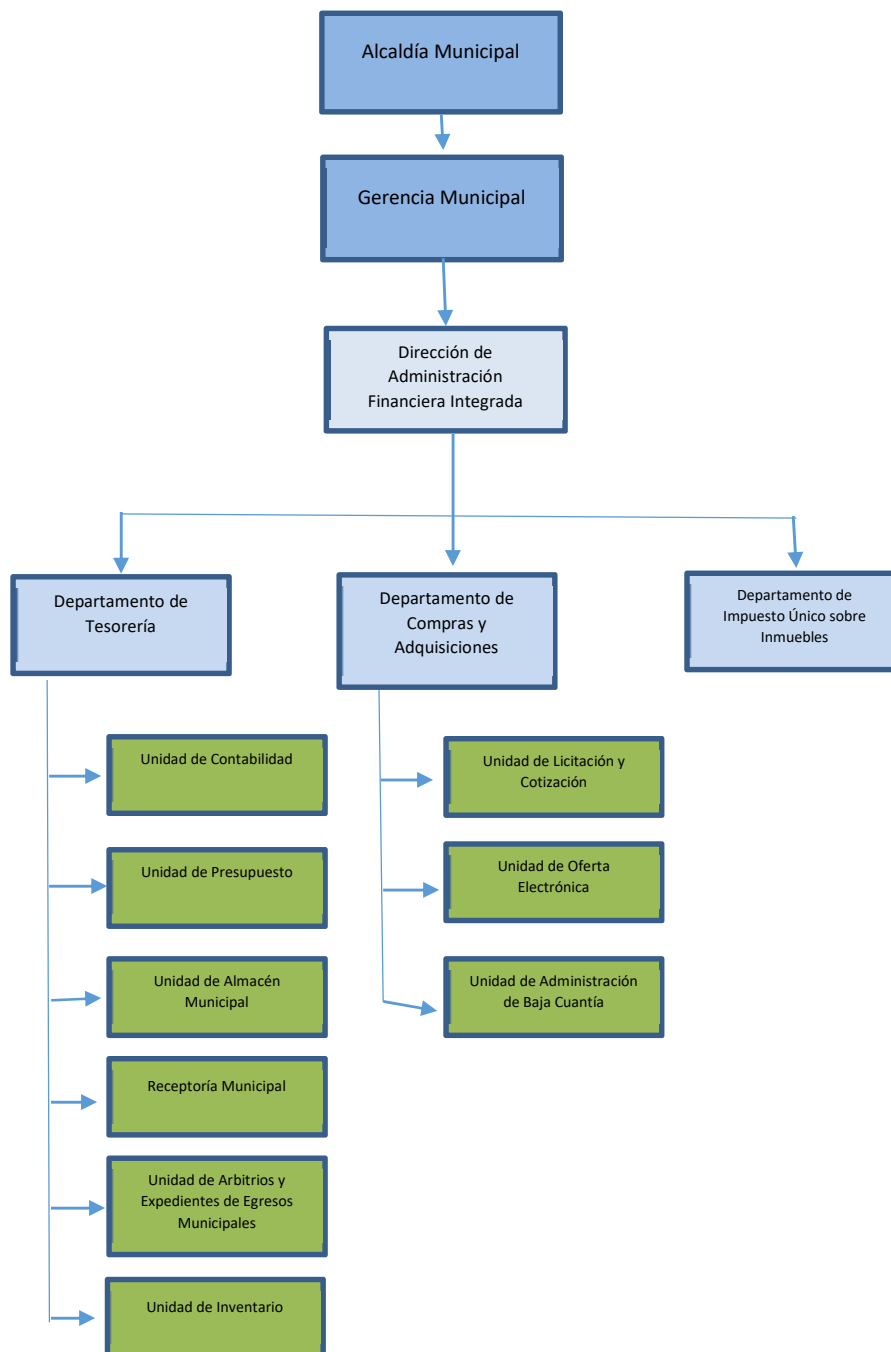 Alcaldía Municipal
Gerencia Municipal
Dirección de
Administración
Financiera Integrada
Departamento de
Tesorería
Departamento de
Compras y
Adquisiciones
Departamento de
Impuesto Único sobre
Inmuebles
Unidad de Contabilidad
Unidad de Presupuesto
Unidad de Almacén
Municipal
Receptoría Municipal
Unidad de Arbitrios y
Expedientes de Egresos
Municipales
Unidad de Inventario
Unidad de Licitación y
Cotización
Unidad de Oferta
Electrónica
Unidad de Administración
de Baja Cuantía